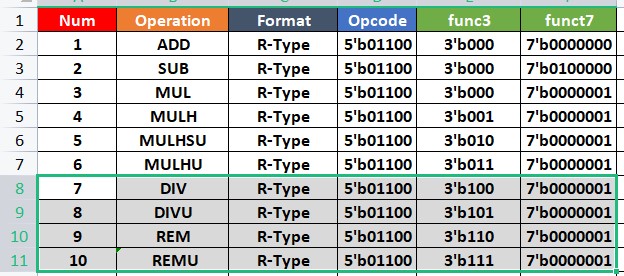 1 Num Operation Format Opcode func3 funct7
2 1 ADD R-Type 5'b01100 3'b000 7'b0000000
3 2 SUB R-Type 5'b01100 3'b000 7'b0100000
4 3 MUL R-Type 5'b01100 3'b000 7'b0000001
5 4 MULH R-Type 5'b01100 3'b001 7'b0000001
6 5 MULHSU R-Type 5'b01100 3'b010 7'b0000001
7 6 MULHU R-Type 5'b01100 3'b011 7'b0000001
8 7 DIV R-Type 5'b01100 3'b100 7'b0000001
9 8 DIVU R-Type 5'b01100 3'b101 7'b0000001
10 9 REM R-Type 5'b01100 3'b110 7'b0000001
11 10 REMU R-Type 5'b01100 3'b111 7'b0000001